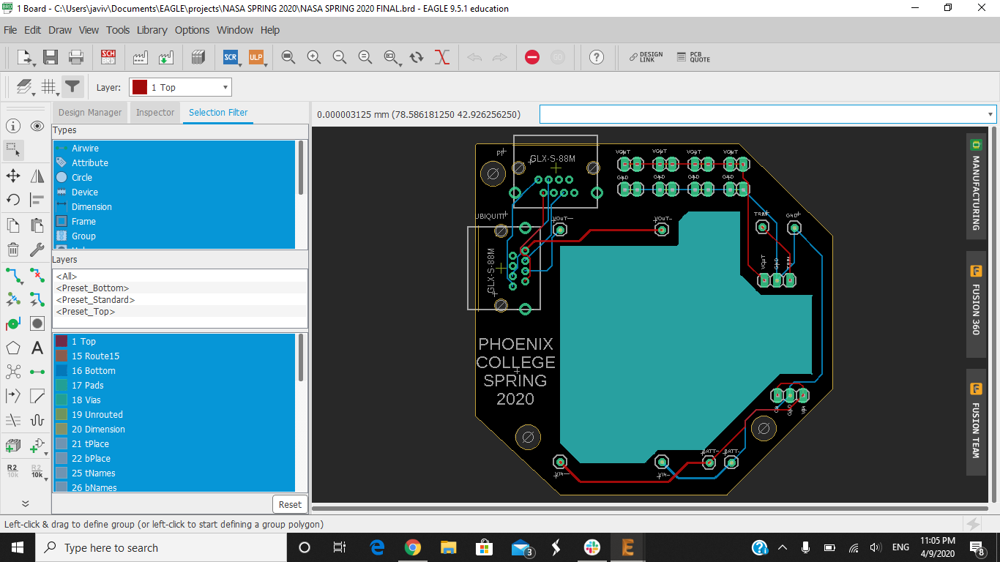 1 Board - C:\Users\javiv\Documents\EAGLE\projects\NASA SPRING 2020\NASA SPRING 2020 FINAL.brd - EAGLE 9.5.1 education
File Edit Draw View Tools Library Options Window Help
SCH
BRD
SCR
ULP
DESIGN
LINK
PCB
QUOTE
Layer:
1 Top
Design Manager
Inspector
Selection Filter
0.000003125 mm (78.586181250 42.926256250)
Types
Airwire
Attribute
Circle
Device
Dimension
Frame
Group
Layers
<All>
<Preset_Bottom>
<Preset_Standard>
<Preset_Top>
1 Top
15 Route15
16 Bottom
17 Pads
18 Vias
19 Unrouted
20 Dimension
21 tPlace
22 bPlace
25 tNames
26 bNames
Reset
R2
10k
R2
10k
PI
GLX-S-88M
VOUT
VOUT
VOUT
VOUT
GND
GND
GND
GND
UBIQUITI
VOUT
VOUT
TRIM
GND
GLX-S-88M
VOUT
GND
TRIM
PHOENIX
COLLEGE
SPRING
2020
GND
VIN
BATT-
VIN
VIN
MANUFACTURING
FUSION 360
FUSION TEAM
Left-click & drag to define group (or left-click to start defining a group polygon)
Type here to search
3
ENG
11:05 PM
4/9/2020
8